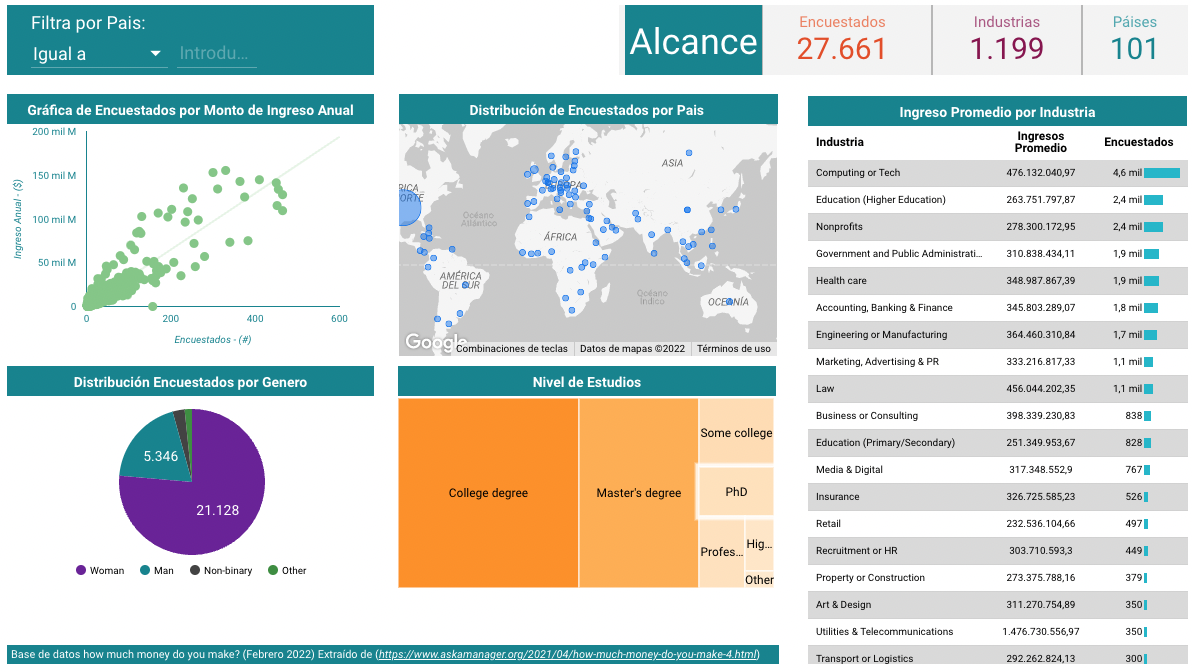 Filtra por Pais:
Igual a
Introdu...
Alcance
Encuestados
27.661
Industrias
1.199
Páises
101
Gráfica de Encuestados por Monto de Ingreso Anual
Ingreso Anual - ($)
200 mil M
150 mil M
100 mil M
50 mil M
0
0 200 400 600
Encuestados - (#)
Distribución de Encuestados por Pais
ASIA
Océano
Atlántico
ÁFRICA
AMÉRICA
DEL SUR
Océano
Índico
OCEANÍA
Google
Combinaciones de teclas
Datos de mapas ©2022
Términos de uso
Distribución Encuestados por Genero
5.346
21.128
Woman Man Non-binary Other
Nivel de Estudios
College degree
Master's degree
Some college
PhD
Profes...
Hig...
Other
Ingreso Promedio por Industria
Industria Ingresos Promedio Encuestados
Computing or Tech 476.132.040,97 4,6 mil
Education (Higher Education) 263.751.797,87 2,4 mil
Nonprofits 278.300.172,95 2,4 mil
Government and Public Administrati... 310.838.434,11 1,9 mil
Health care 348.987.867,39 1,9 mil
Accounting, Banking & Finance 345.803.289,07 1,8 mil
Engineering or Manufacturing 364.460.310,84 1,7 mil
Marketing, Advertising & PR 333.216.817,33 1,1 mil
Law 456.044.202,35 1,1 mil
Business or Consulting 398.339.230,83 838
Education (Primary/Secondary) 251.349.953,67 828
Media & Digital 317.348.552,9 767
Insurance 326.725.585,23 526
Retail 232.536.104,66 497
Recruitment or HR 303.710.593,3 449
Property or Construction 273.375.788,16 379
Art & Design 311.270.754,89 350
Utilities & Telecommunications 1.476.730.556,97 350
Transport or Logistics 292.262.824,13 300
Base de datos how much money do you make? (Febrero 2022) Extraído de (https://www.askamanager.org/2021/04/how-much-money-do-you-make-4.html)